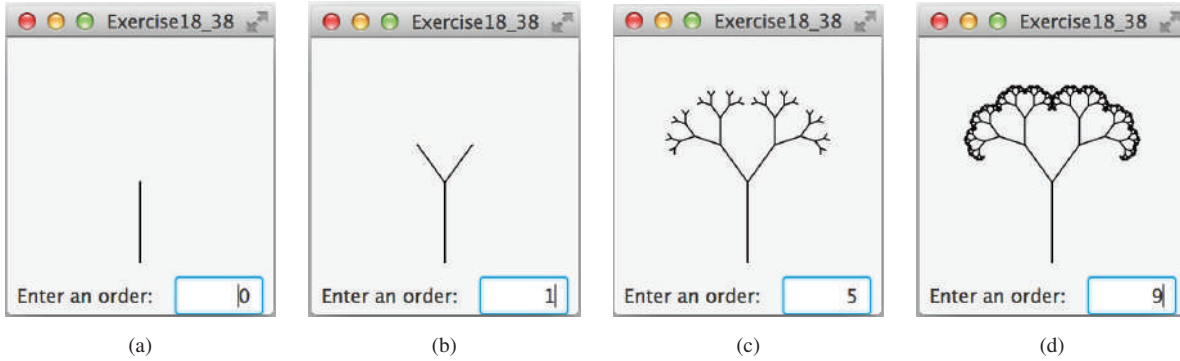 Exercise18_38 Exercise18_38 Exercise18_38 Exercise18_38
Enter an order: 0 Enter an order: 1 Enter an order: 5 Enter an order: 9
(a) (b) (c) (d)